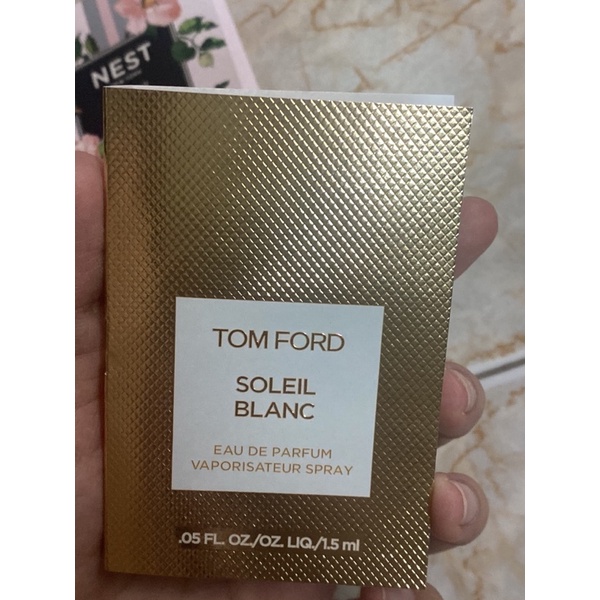 NEST
TOM FORD
SOLEIL
BLANC
EAU DE PARFUM
VAPORISATEUR SPRAY
.05 FL. OZ./OZ. LIQ./1.5 ml